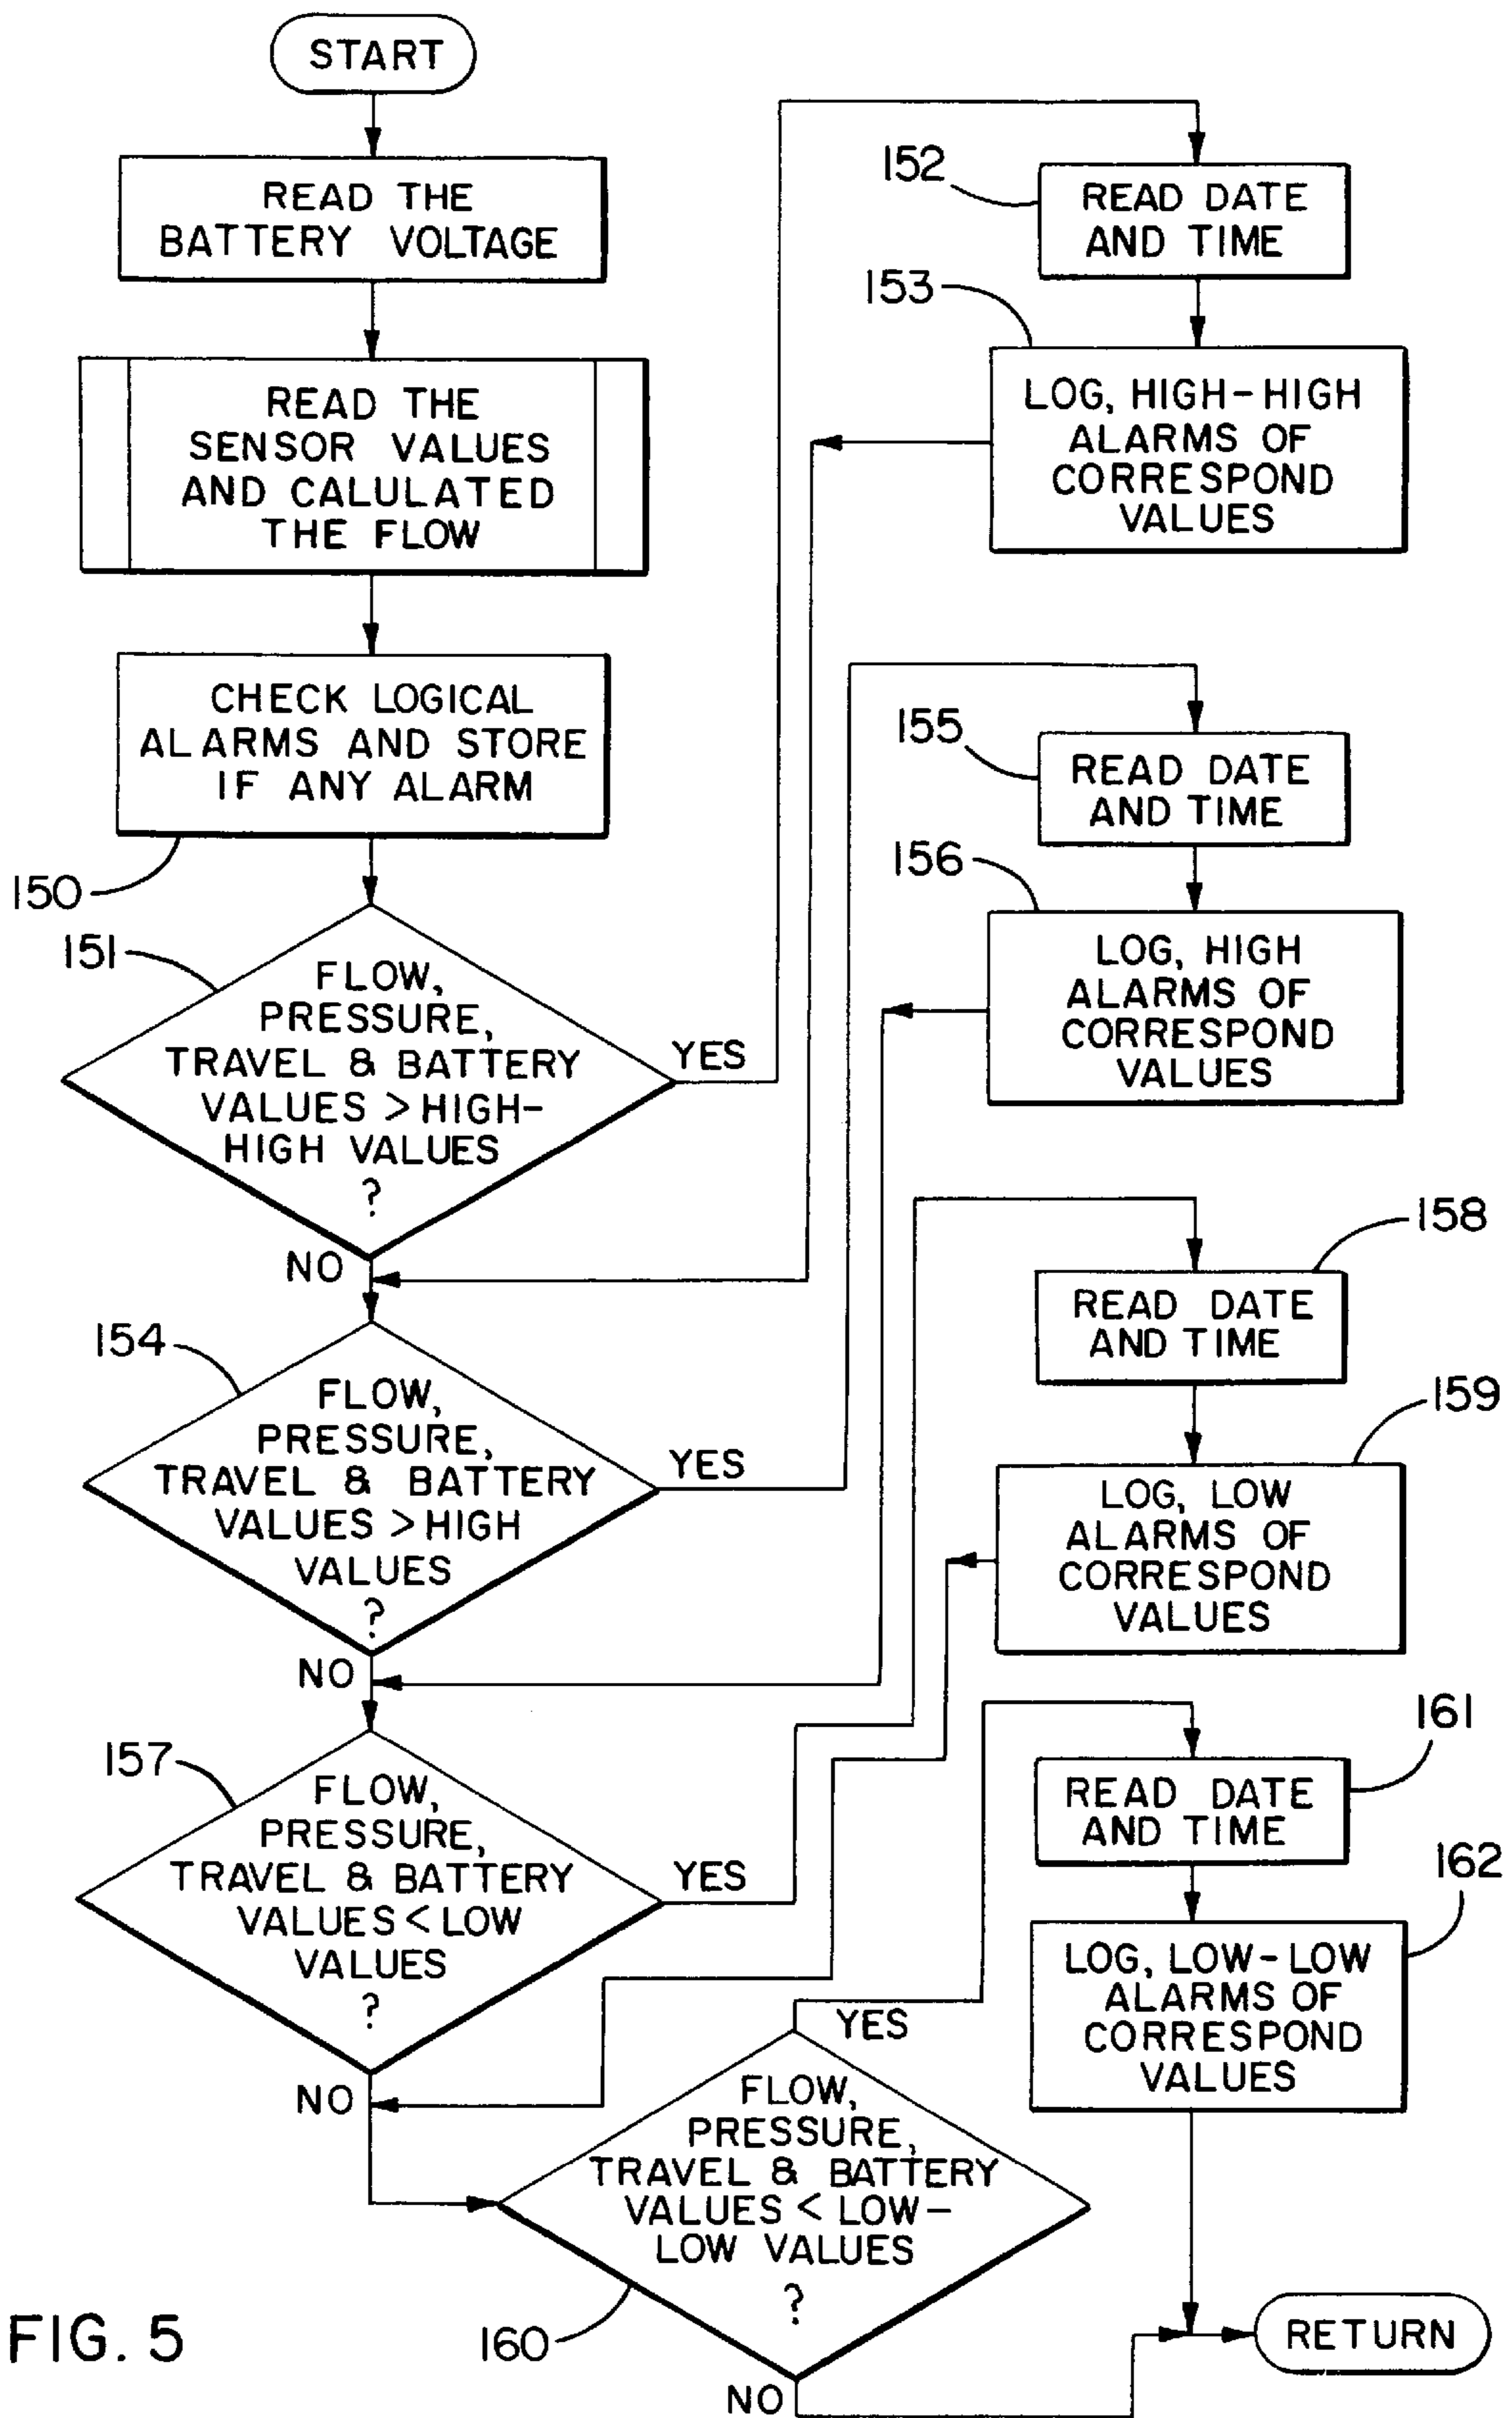 START
READ THE
BATTERY VOLTAGE
READ THE
SENSOR VALUES
AND CALULATED
THE FLOW
CHECK LOGICAL
ALARMS AND STORE
IF ANY ALARM
150
151
FLOW,
PRESSURE,
TRAVEL & BATTERY
VALUES > HIGH-
HIGH VALUES
?
YES
NO
152
READ DATE
AND TIME
153
LOG, HIGH-HIGH
ALARMS OF
CORRESPOND
VALUES
154
FLOW,
PRESSURE,
TRAVEL & BATTERY
VALUES > HIGH
VALUES
?
YES
NO
155
READ DATE
AND TIME
156
LOG, HIGH
ALARMS OF
CORRESPOND
VALUES
157
FLOW,
PRESSURE,
TRAVEL & BATTERY
VALUES < LOW
VALUES
?
YES
NO
158
READ DATE
AND TIME
159
LOG, LOW
ALARMS OF
CORRESPOND
VALUES
160
FLOW,
PRESSURE,
TRAVEL & BATTERY
VALUES < LOW-
LOW VALUES
?
YES
NO
161
READ DATE
AND TIME
162
LOG, LOW-LOW
ALARMS OF
CORRESPOND
VALUES
RETURN
FIG. 5